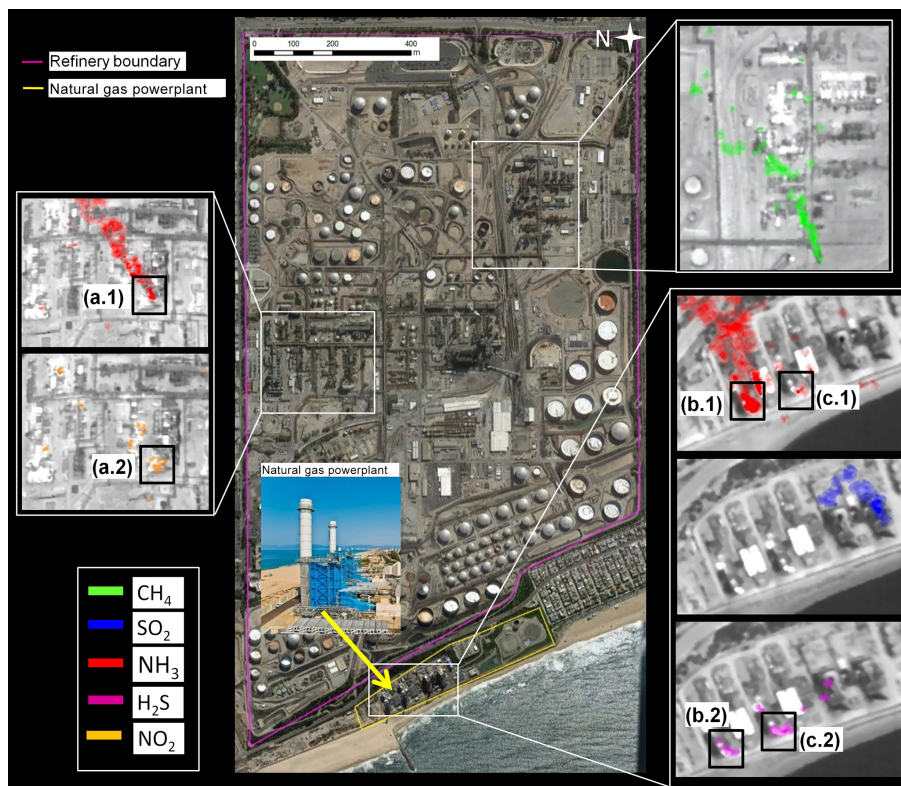 Refinery boundary
Natural gas powerplant
0 50 100 200 400
m
N
(a.1)
(a.2)
(b.1)
(c.1)
Natural gas powerplant
CH₄
SO₂
NH₃
H₂S
NO₂
(b.2)
(c.2)